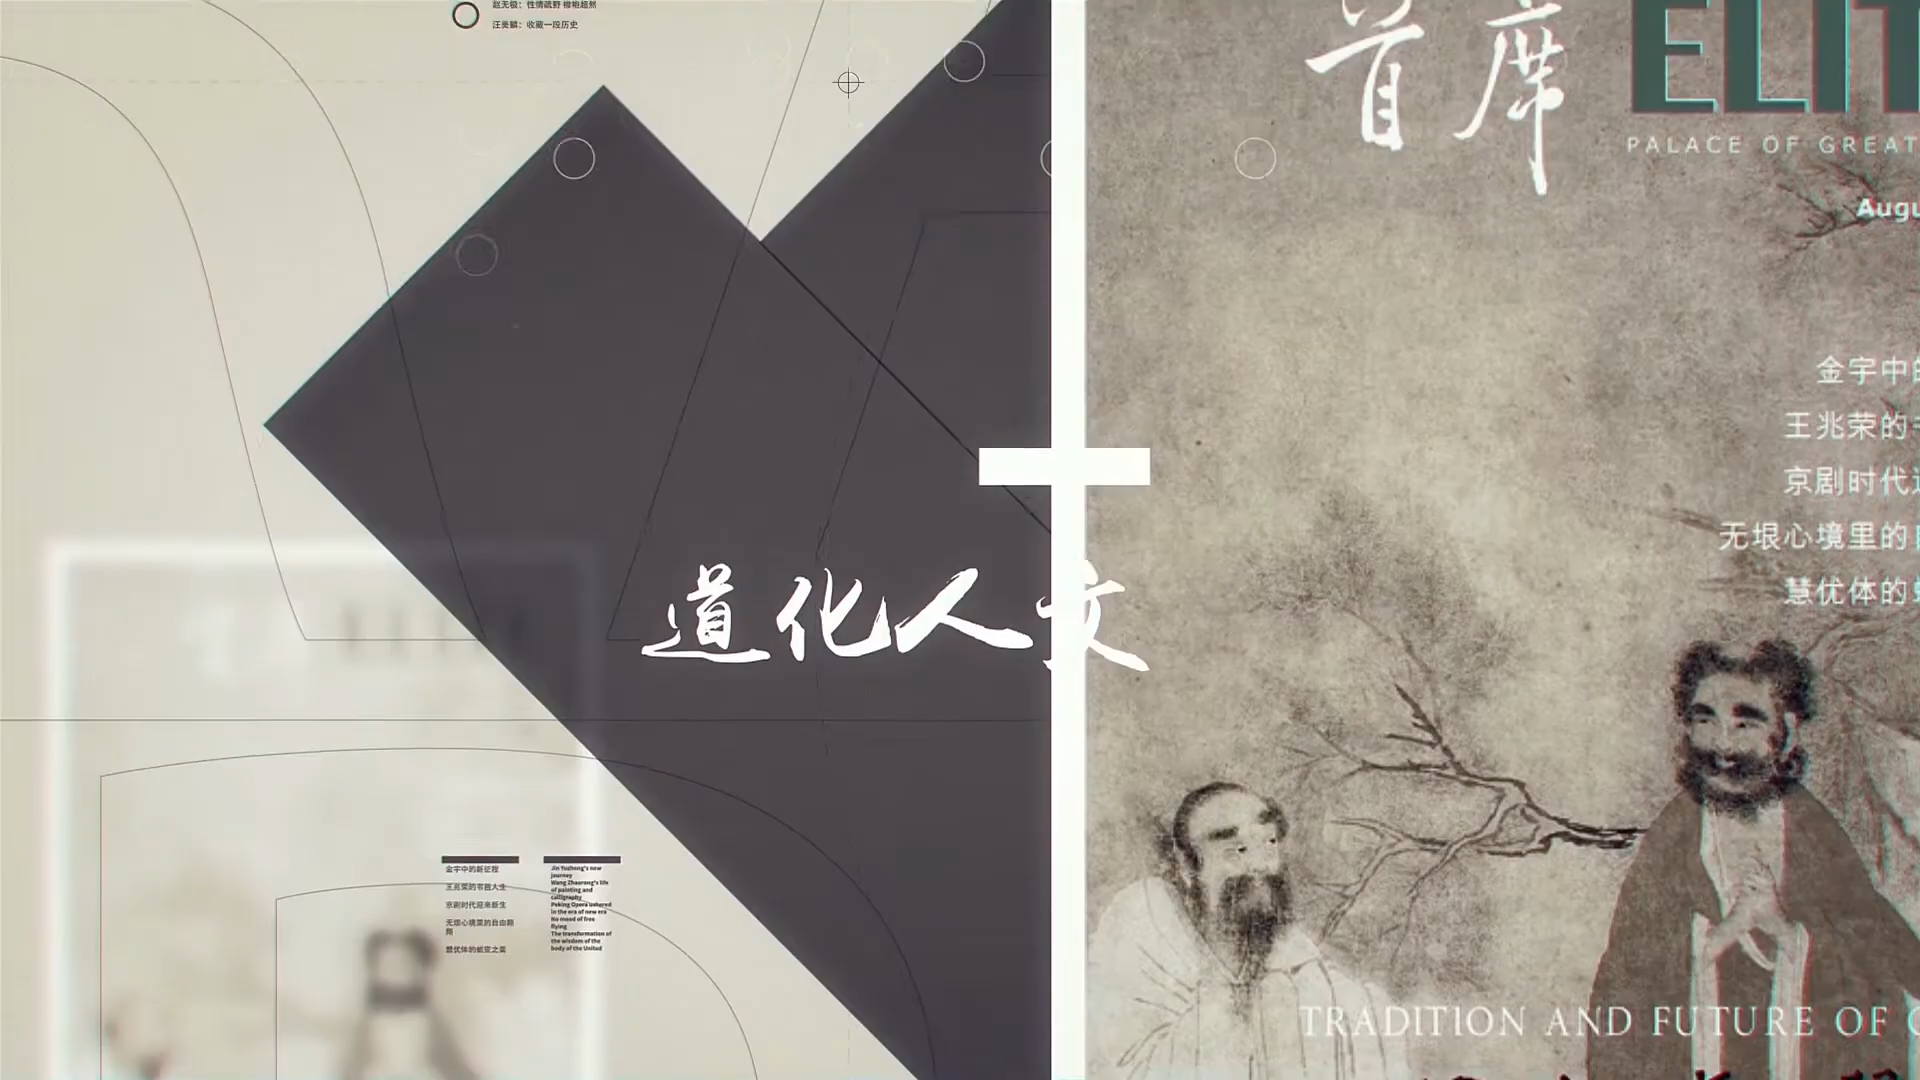 赵无极：性情疏野 襟袍超然
汪美麟：收藏一段历史
首席
ELIT
PALACE OF GREAT
Augu
金宇中的
王兆荣的书
京剧时代迎
无垠心境里的自
慧优体的蜕
道化人文
金宇中的新征程
王兆荣的书画人生
京剧时代迎来新生
无垠心境里的自由翱
翔
慧优体的蜕变之美
Jin Yuzhong's new
journey
Wang Zhaorong's life
of painting and
calligraphy
Peking Opera ushered
in the era of new era
No mood of free
flying
The transformation of
the wisdom of the
body of the United
TRADITION AND FUTURE OF C